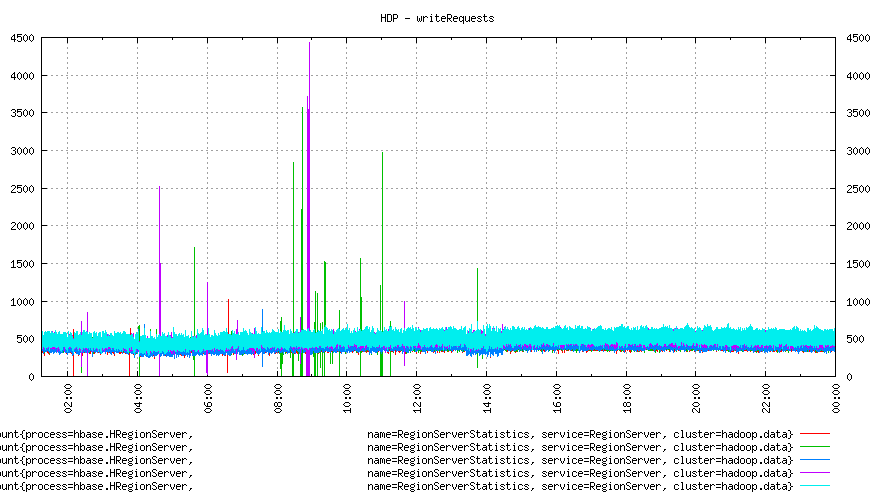 HDP - writeRequests
4500 4500
4000 4000
3500 3500
3000 3000
2500 2500
2000 2000
1500 1500
1000 1000
500 500
0 0
02:00 04:00 06:00 08:00 10:00 12:00 14:00 16:00 18:00 20:00 22:00 00:00
ount{process=hbase.HRegionServer, name=RegionServerStatistics, service=RegionServer, cluster=hadoop.data}
ount{process=hbase.HRegionServer, name=RegionServerStatistics, service=RegionServer, cluster=hadoop.data}
ount{process=hbase.HRegionServer, name=RegionServerStatistics, service=RegionServer, cluster=hadoop.data}
ount{process=hbase.HRegionServer, name=RegionServerStatistics, service=RegionServer, cluster=hadoop.data}
ount{process=hbase.HRegionServer, name=RegionServerStatistics, service=RegionServer, cluster=hadoop.data}